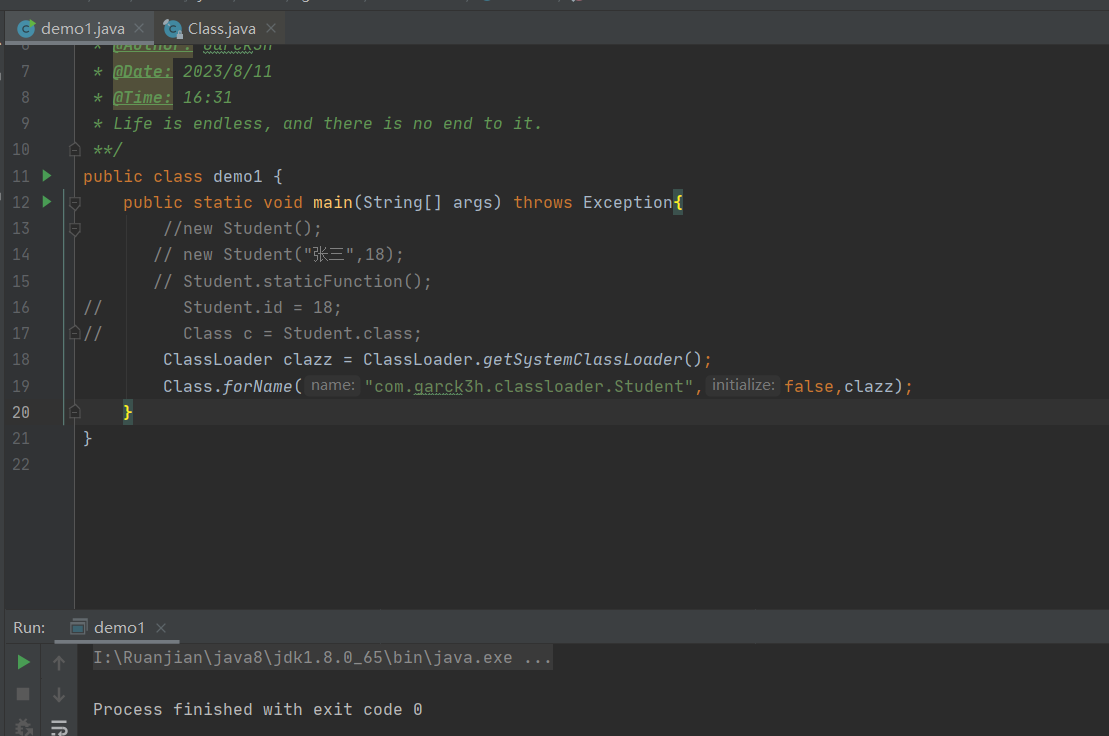 demo1.java × Class.java ×
6 * @Author: Garck3h
7 * @Date: 2023/8/11
8 * @Time: 16:31
9 * Life is endless, and there is no end to it.
10 **/
11 public class demo1 {
12 public static void main(String[] args) throws Exception{
13 //new Student();
14 // new Student("张三",18);
15 // Student.staticFunction();
16 // Student.id = 18;
17 // Class c = Student.class;
18 ClassLoader clazz = ClassLoader.getSystemClassLoader();
19 Class.forName( name: "com.garck3h.classloader.Student", initialize: false,clazz);
20 }
21 }
22
Run: demo1 ×
I:\Ruanjian\java8\jdk1.8.0_65\bin\java.exe ...
Process finished with exit code 0